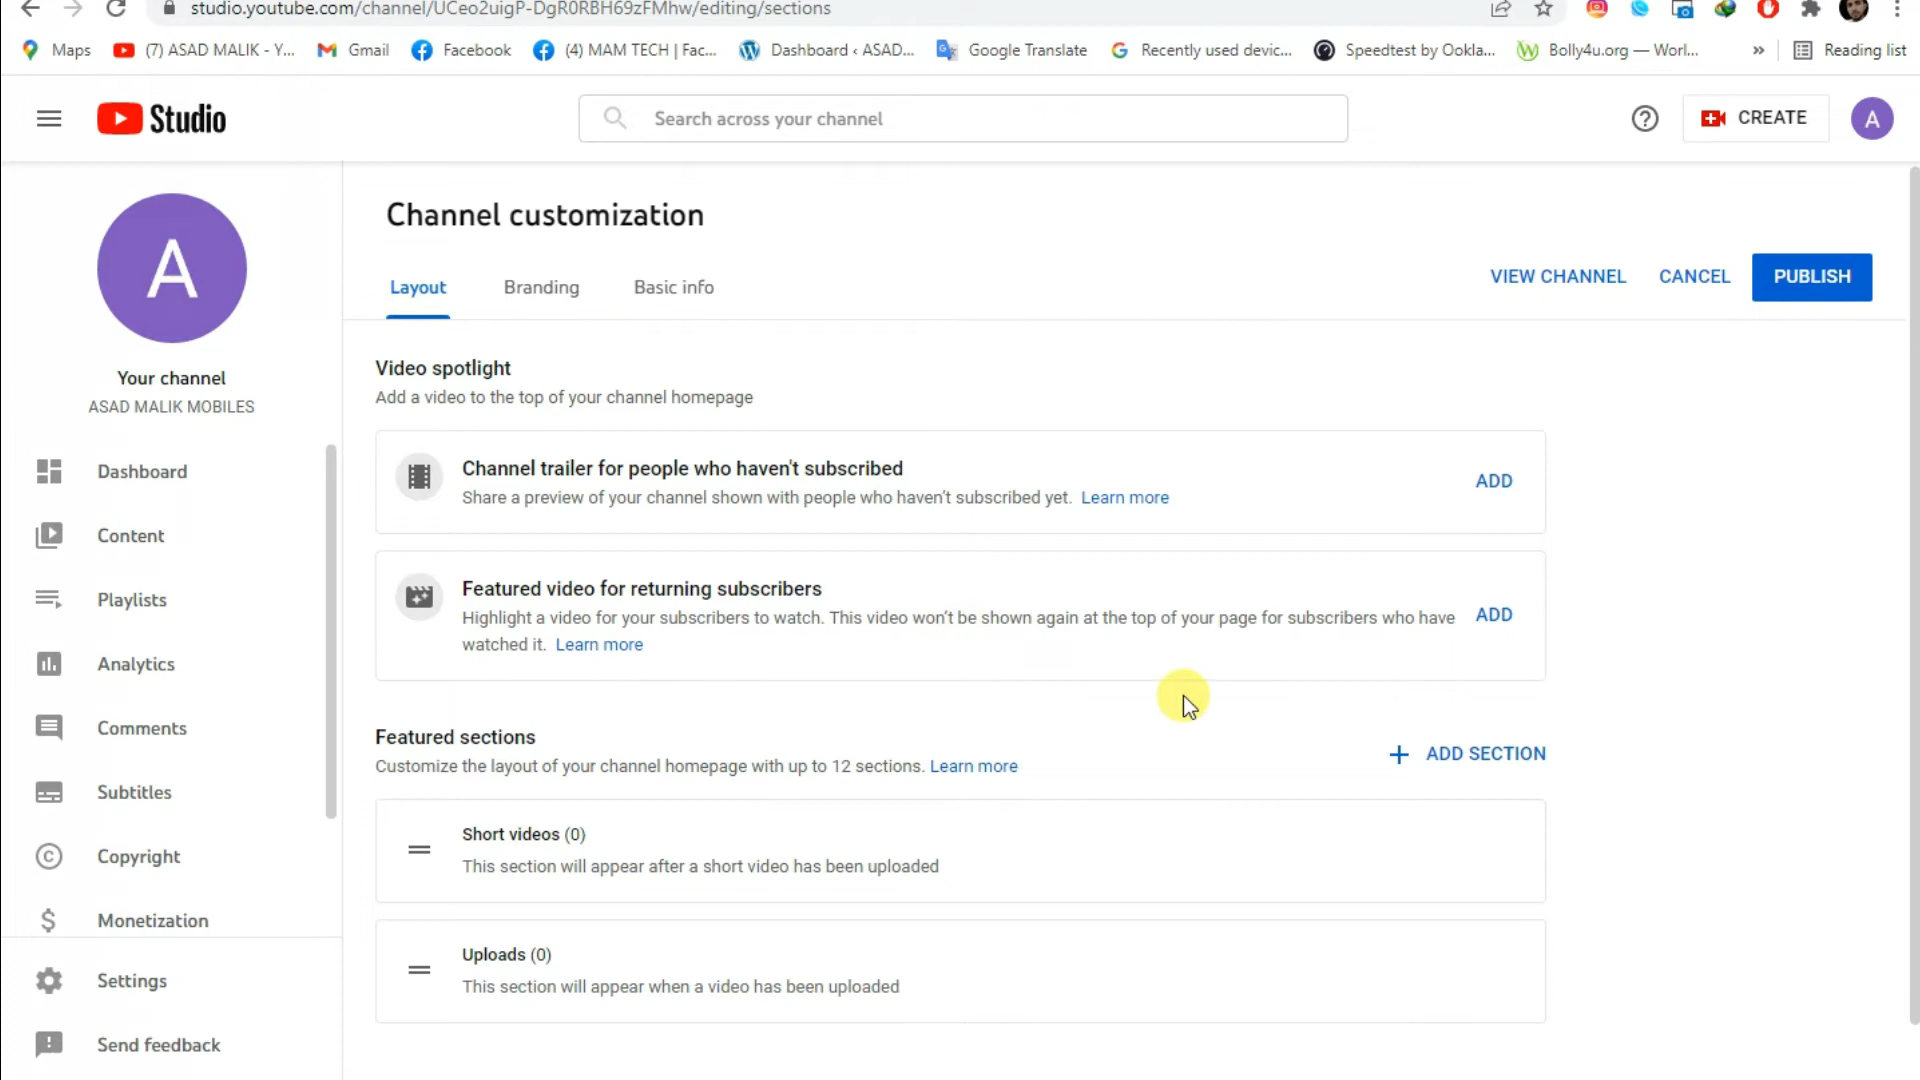 studio.youtube.com/channel/UCeo2uigP-DgR0RBH69zFMhw/editing/sections
Maps
(7) ASAD MALIK - Y...
Gmail
Facebook
(4) MAM TECH | Fac...
Dashboard ‹ ASAD...
Google Translate
Recently used devic...
Speedtest by Ookla...
Bolly4u.org — Worl...
»
Reading list
Studio
Search across your channel
CREATE
A
A
Your channel
ASAD MALIK MOBILES
Dashboard
Content
Playlists
Analytics
Comments
Subtitles
Copyright
Monetization
Settings
Send feedback
Channel customization
Layout
Branding
Basic info
VIEW CHANNEL
CANCEL
PUBLISH
Video spotlight
Add a video to the top of your channel homepage
Channel trailer for people who haven't subscribed
Share a preview of your channel shown with people who haven't subscribed yet. Learn more
ADD
Featured video for returning subscribers
Highlight a video for your subscribers to watch. This video won't be shown again at the top of your page for subscribers who have
watched it. Learn more
ADD
Featured sections
Customize the layout of your channel homepage with up to 12 sections. Learn more
ADD SECTION
Short videos (0)
This section will appear after a short video has been uploaded
Uploads (0)
This section will appear when a video has been uploaded